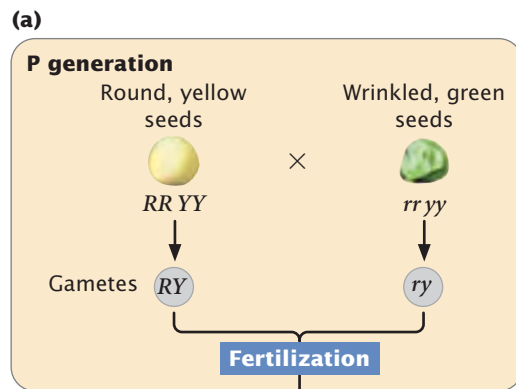 (a)
P generation
Round, yellow seeds
Wrinkled, green seeds
×
RR YY
rr yy
Gametes
RY
ry
Fertilization